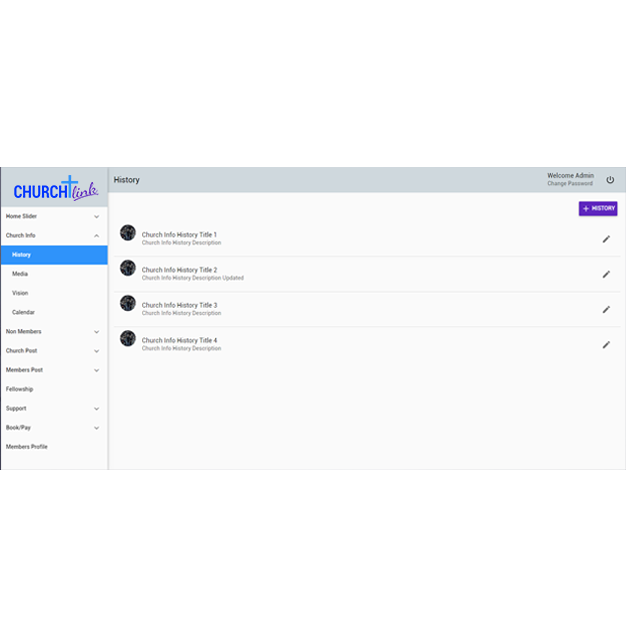 CHURCH link
History
Welcome Admin
Change Password
Home Slider
Church Info
History
Media
Vision
Calendar
Non Members
Church Post
Members Post
Fellowship
Support
Book/Pay
Members Profile
+ HISTORY
Church Info History Title 1
Church Info History Description
Church Info History Title 2
Church Info History Description Updated
Church Info History Title 3
Church Info History Description
Church Info History Title 4
Church Info History Description